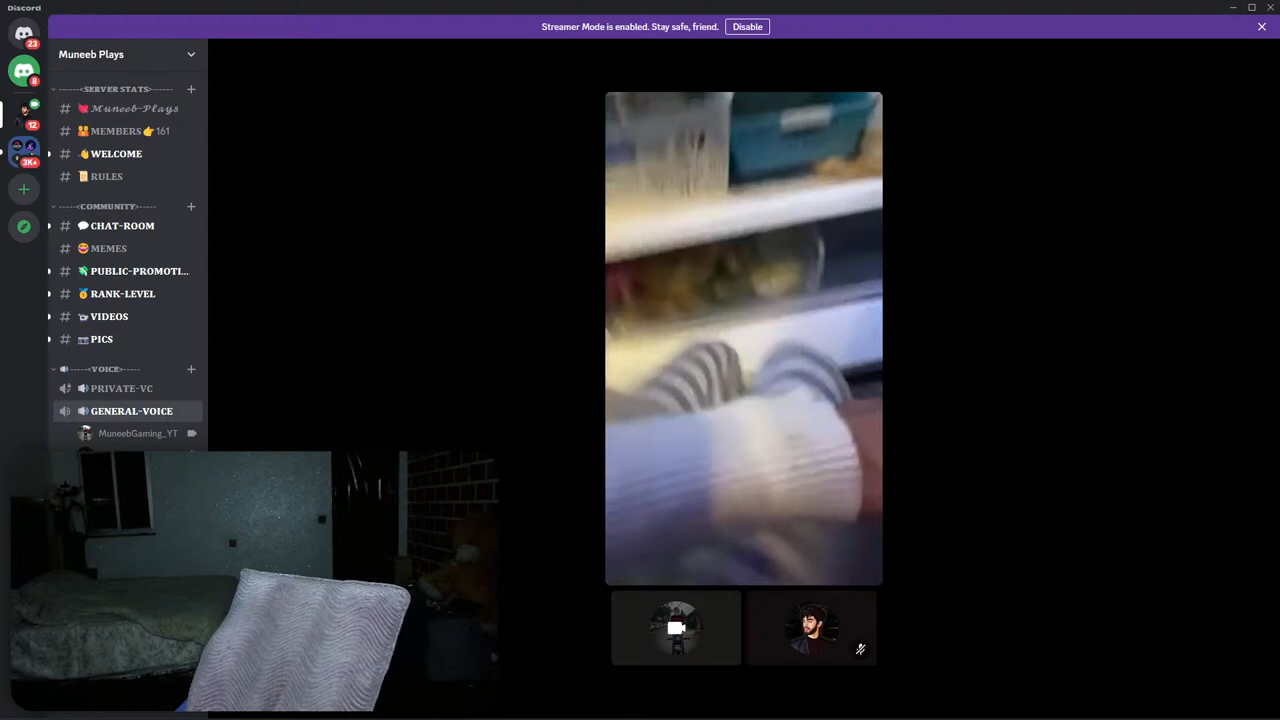 Discord
Streamer Mode is enabled. Stay safe, friend. Disable
Muneeb Plays
23
8
12
3K+
-----<SERVER STATS>-----
# 💘 𝓜𝓾𝓷𝓮𝓮𝓫-𝓟𝓵𝓪𝔂𝓼
# MEMBERS👉161
# 👋WELCOME
# 📜RULES
-----<COMMUNITY>-----
# 💬CHAT-ROOM
# 😂MEMES
# 💸PUBLIC-PROMOTI...
# 🏅RANK-LEVEL
# 📹VIDEOS
# 📷PICS
🔊----<VOICE>-----
🔊PRIVATE-VC
🔊GENERAL-VOICE
MuneebGaming_YT